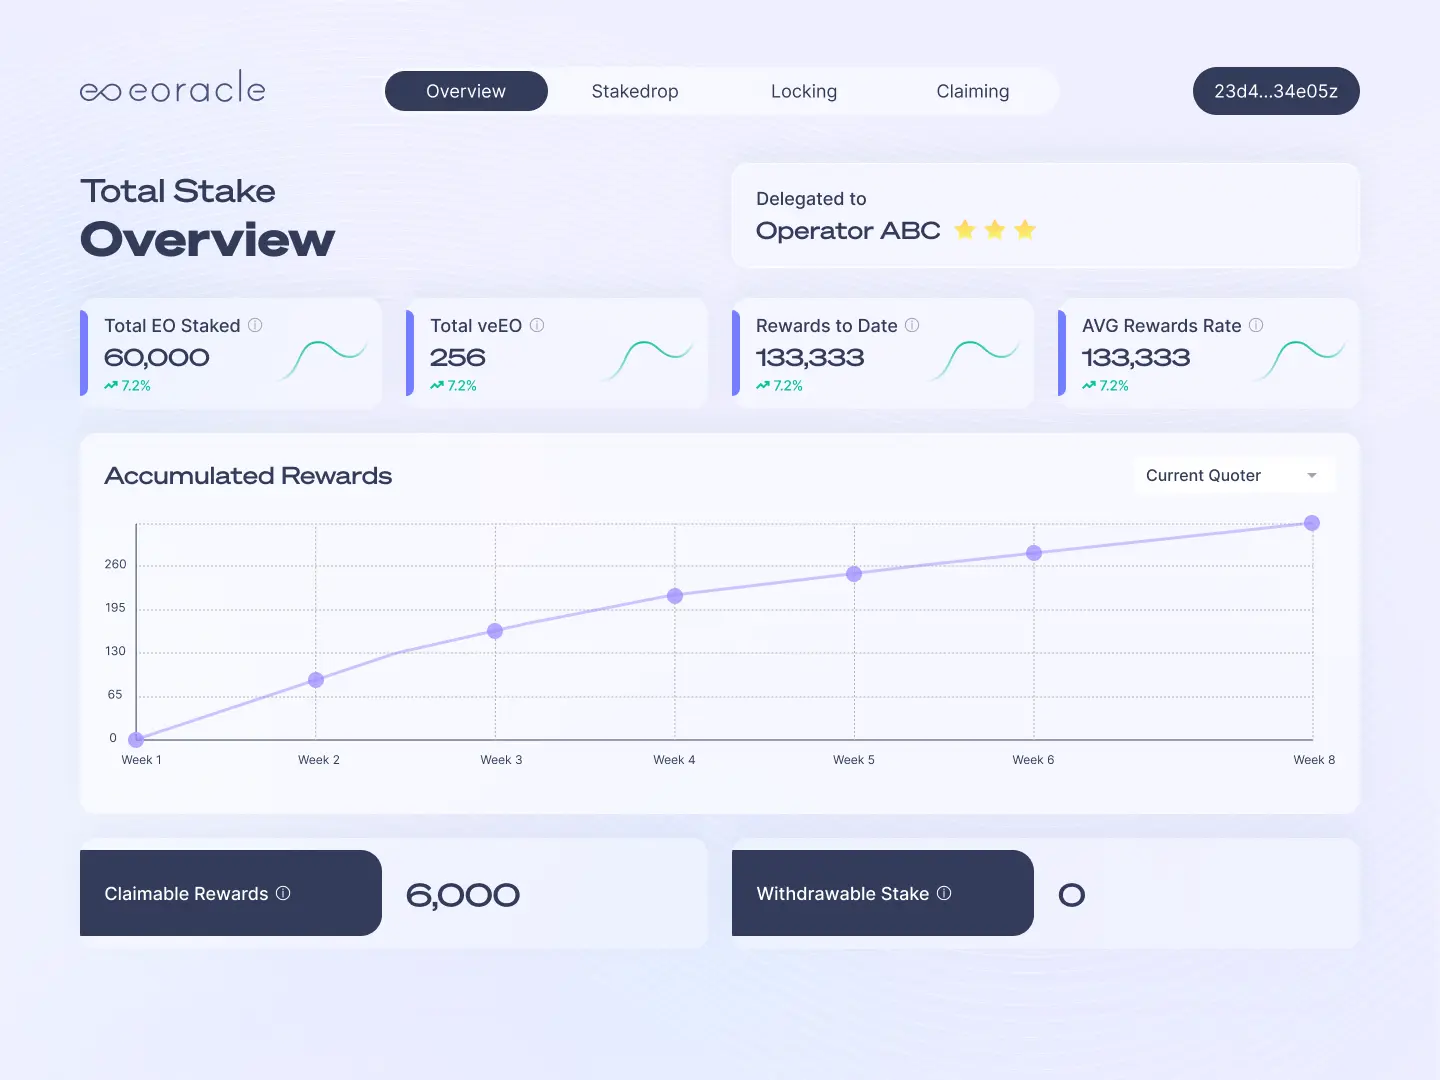 eoracle
Overview
Stakedrop
Locking
Claiming
23d4...34e05z
Total Stake
Overview
Delegated to
Operator ABC
Total EO Staked
60,000
7.2%
Total veEO
256
7.2%
Rewards to Date
133,333
7.2%
AVG Rewards Rate
133,333
7.2%
Accumulated Rewards
Current Quoter
260
195
130
65
0
Week 1
Week 2
Week 3
Week 4
Week 5
Week 6
Week 8
Claimable Rewards
6,000
Withdrawable Stake
0